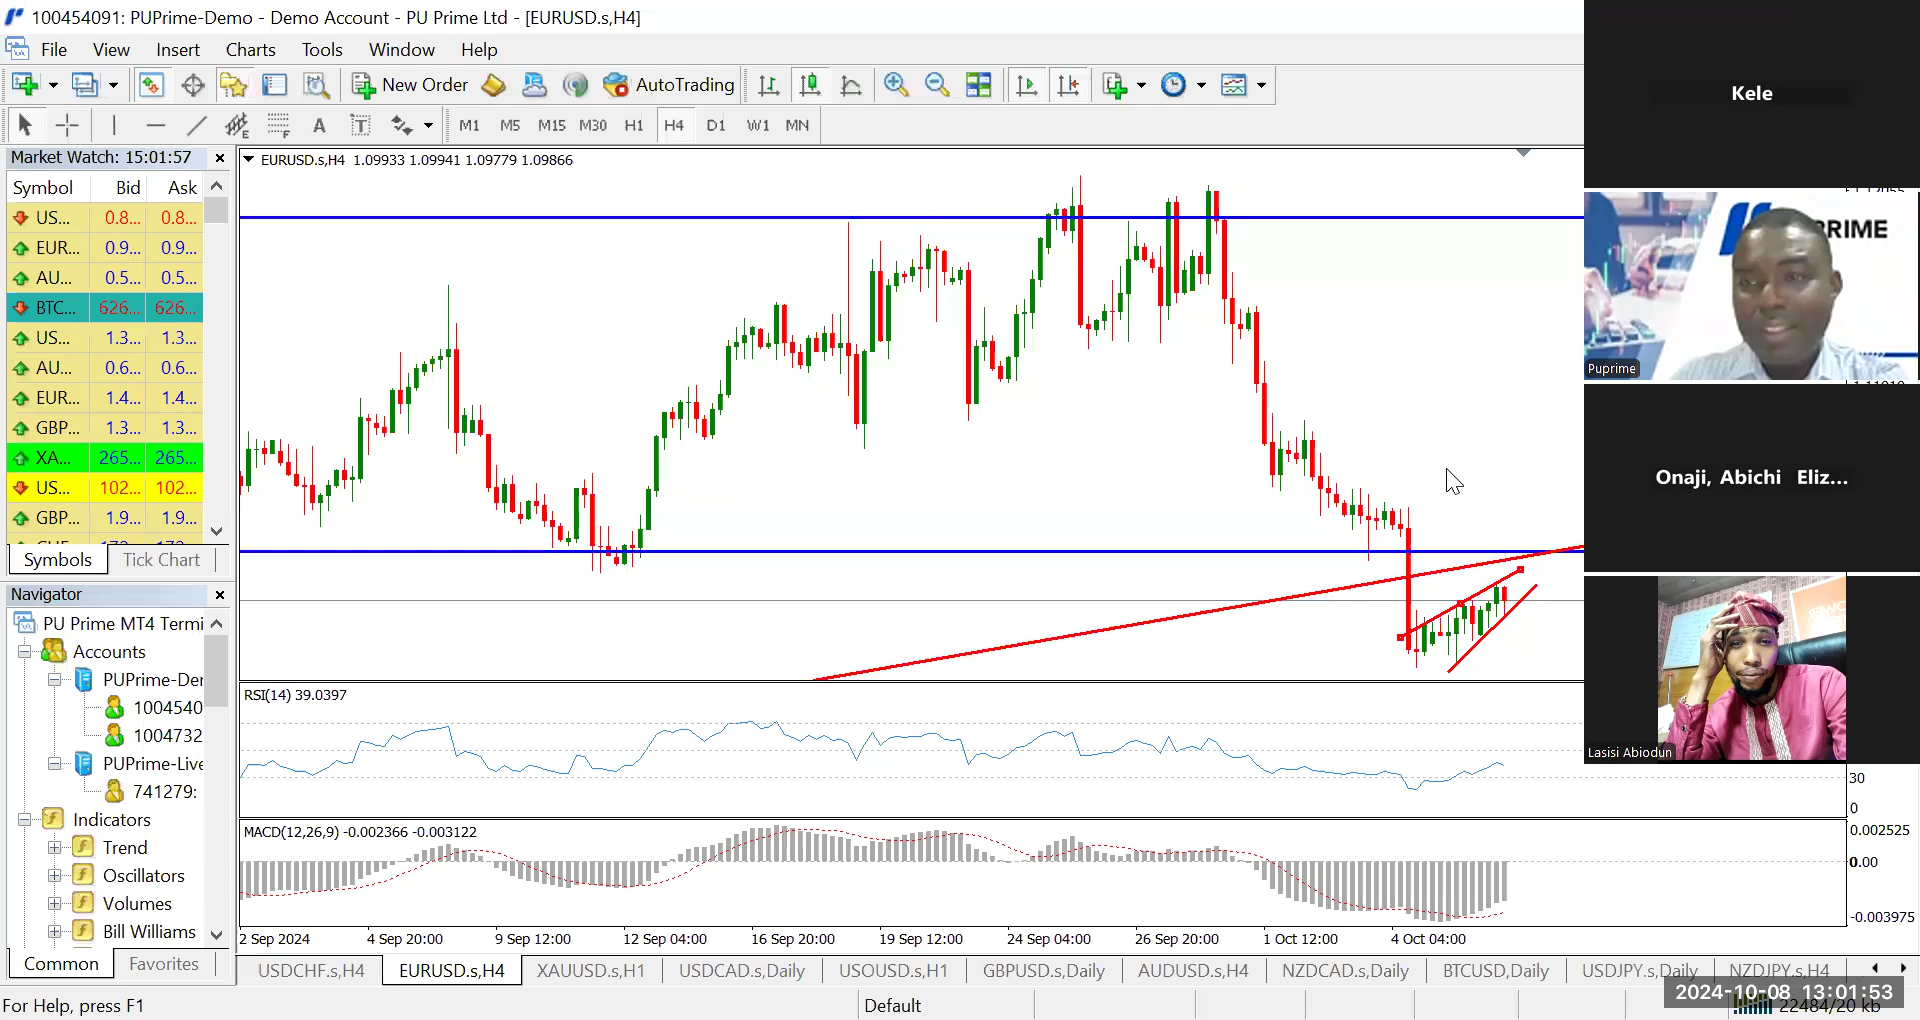 100454091: PUPrime-Demo - Demo Account - PU Prime Ltd - [EURUSD.s,H4]
File View Insert Charts Tools Window Help
New Order AutoTrading
A T M1 M5 M15 M30 H1 H4 D1 W1 MN
Market Watch: 15:01:57
Symbol Bid Ask
US... 0.8... 0.8...
EUR... 0.9... 0.9...
AU... 0.5... 0.5...
BTC... 626... 626...
US... 1.3... 1.3...
AU... 0.6... 0.6...
EUR... 1.4... 1.4...
GBP... 1.3... 1.3...
XA... 265... 265...
US... 102... 102...
GBP... 1.9... 1.9...
Symbols Tick Chart
Navigator
PU Prime MT4 Termi
Accounts
PUPrime-Der
1004540
1004732
PUPrime-Live
741279:
Indicators
Trend
Oscillators
Volumes
Bill Williams
Common Favorites
EURUSD.s,H4 1.09933 1.09941 1.09779 1.09866
RSI(14) 39.0397
30
0
MACD(12,26,9) -0.002366 -0.003122
0.002525
0.00
-0.003975
2 Sep 2024 4 Sep 20:00 9 Sep 12:00 12 Sep 04:00 16 Sep 20:00 19 Sep 12:00 24 Sep 04:00 26 Sep 20:00 1 Oct 12:00 4 Oct 04:00
USDCHF.s,H4 EURUSD.s,H4 XAUUSD.s,H1 USDCAD.s,Daily USOUSD.s,H1 GBPUSD.s,Daily AUDUSD.s,H4 NZDCAD.s,Daily BTCUSD,Daily USDJPY.s,Daily NZDJPY.s,H4
For Help, press F1 Default 22484/20 kb
2024-10-08 13:01:53
Kele
PRIME
Puprime
Onaji, Abichi Eliz...
Lasisi Abiodun